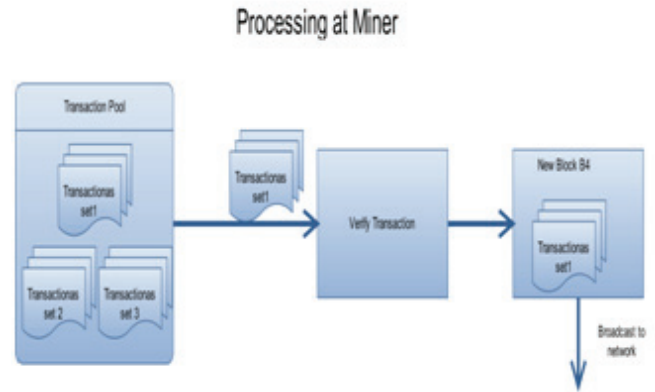 Processing at Miner
Transaction Pool
Transactionas
set1
Transactionas
set 2
Transactionas
set 3
Transactionas
set1
Verify Transaction
New Block B4
Transactionas
set1
Broadcast to
network